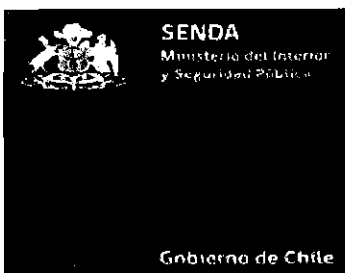 SENDA
Ministerio del Interior
y Seguridad Pública
Gobierno de Chile